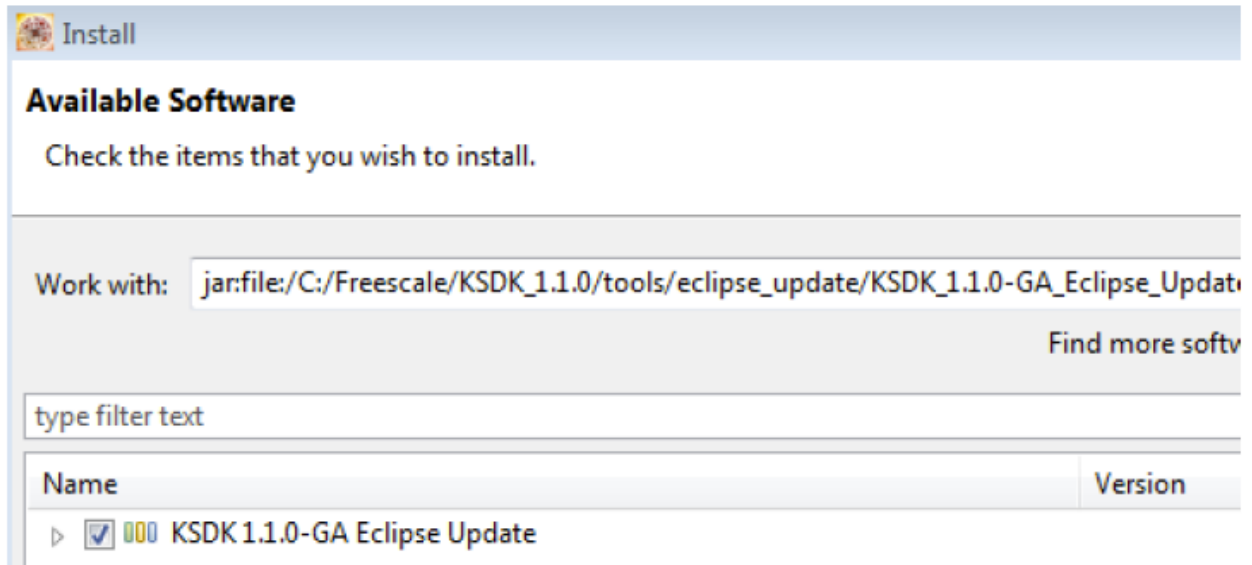 Install
Available Software
Check the items that you wish to install.
Work with: jar:file:/C:/Freescale/KSDK_1.1.0/tools/eclipse_update/KSDK_1.1.0-GA_Eclipse_Update
Find more softw
type filter text
Name Version
KSDK 1.1.0-GA Eclipse Update